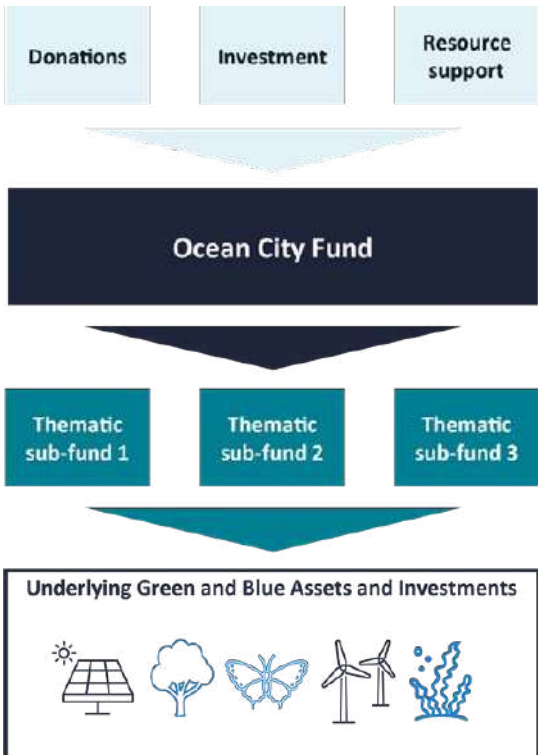 Donations
Investment
Resource
support
Ocean City Fund
Thematic
sub-fund 1
Thematic
sub-fund 2
Thematic
sub-fund 3
Underlying Green and Blue Assets and Investments